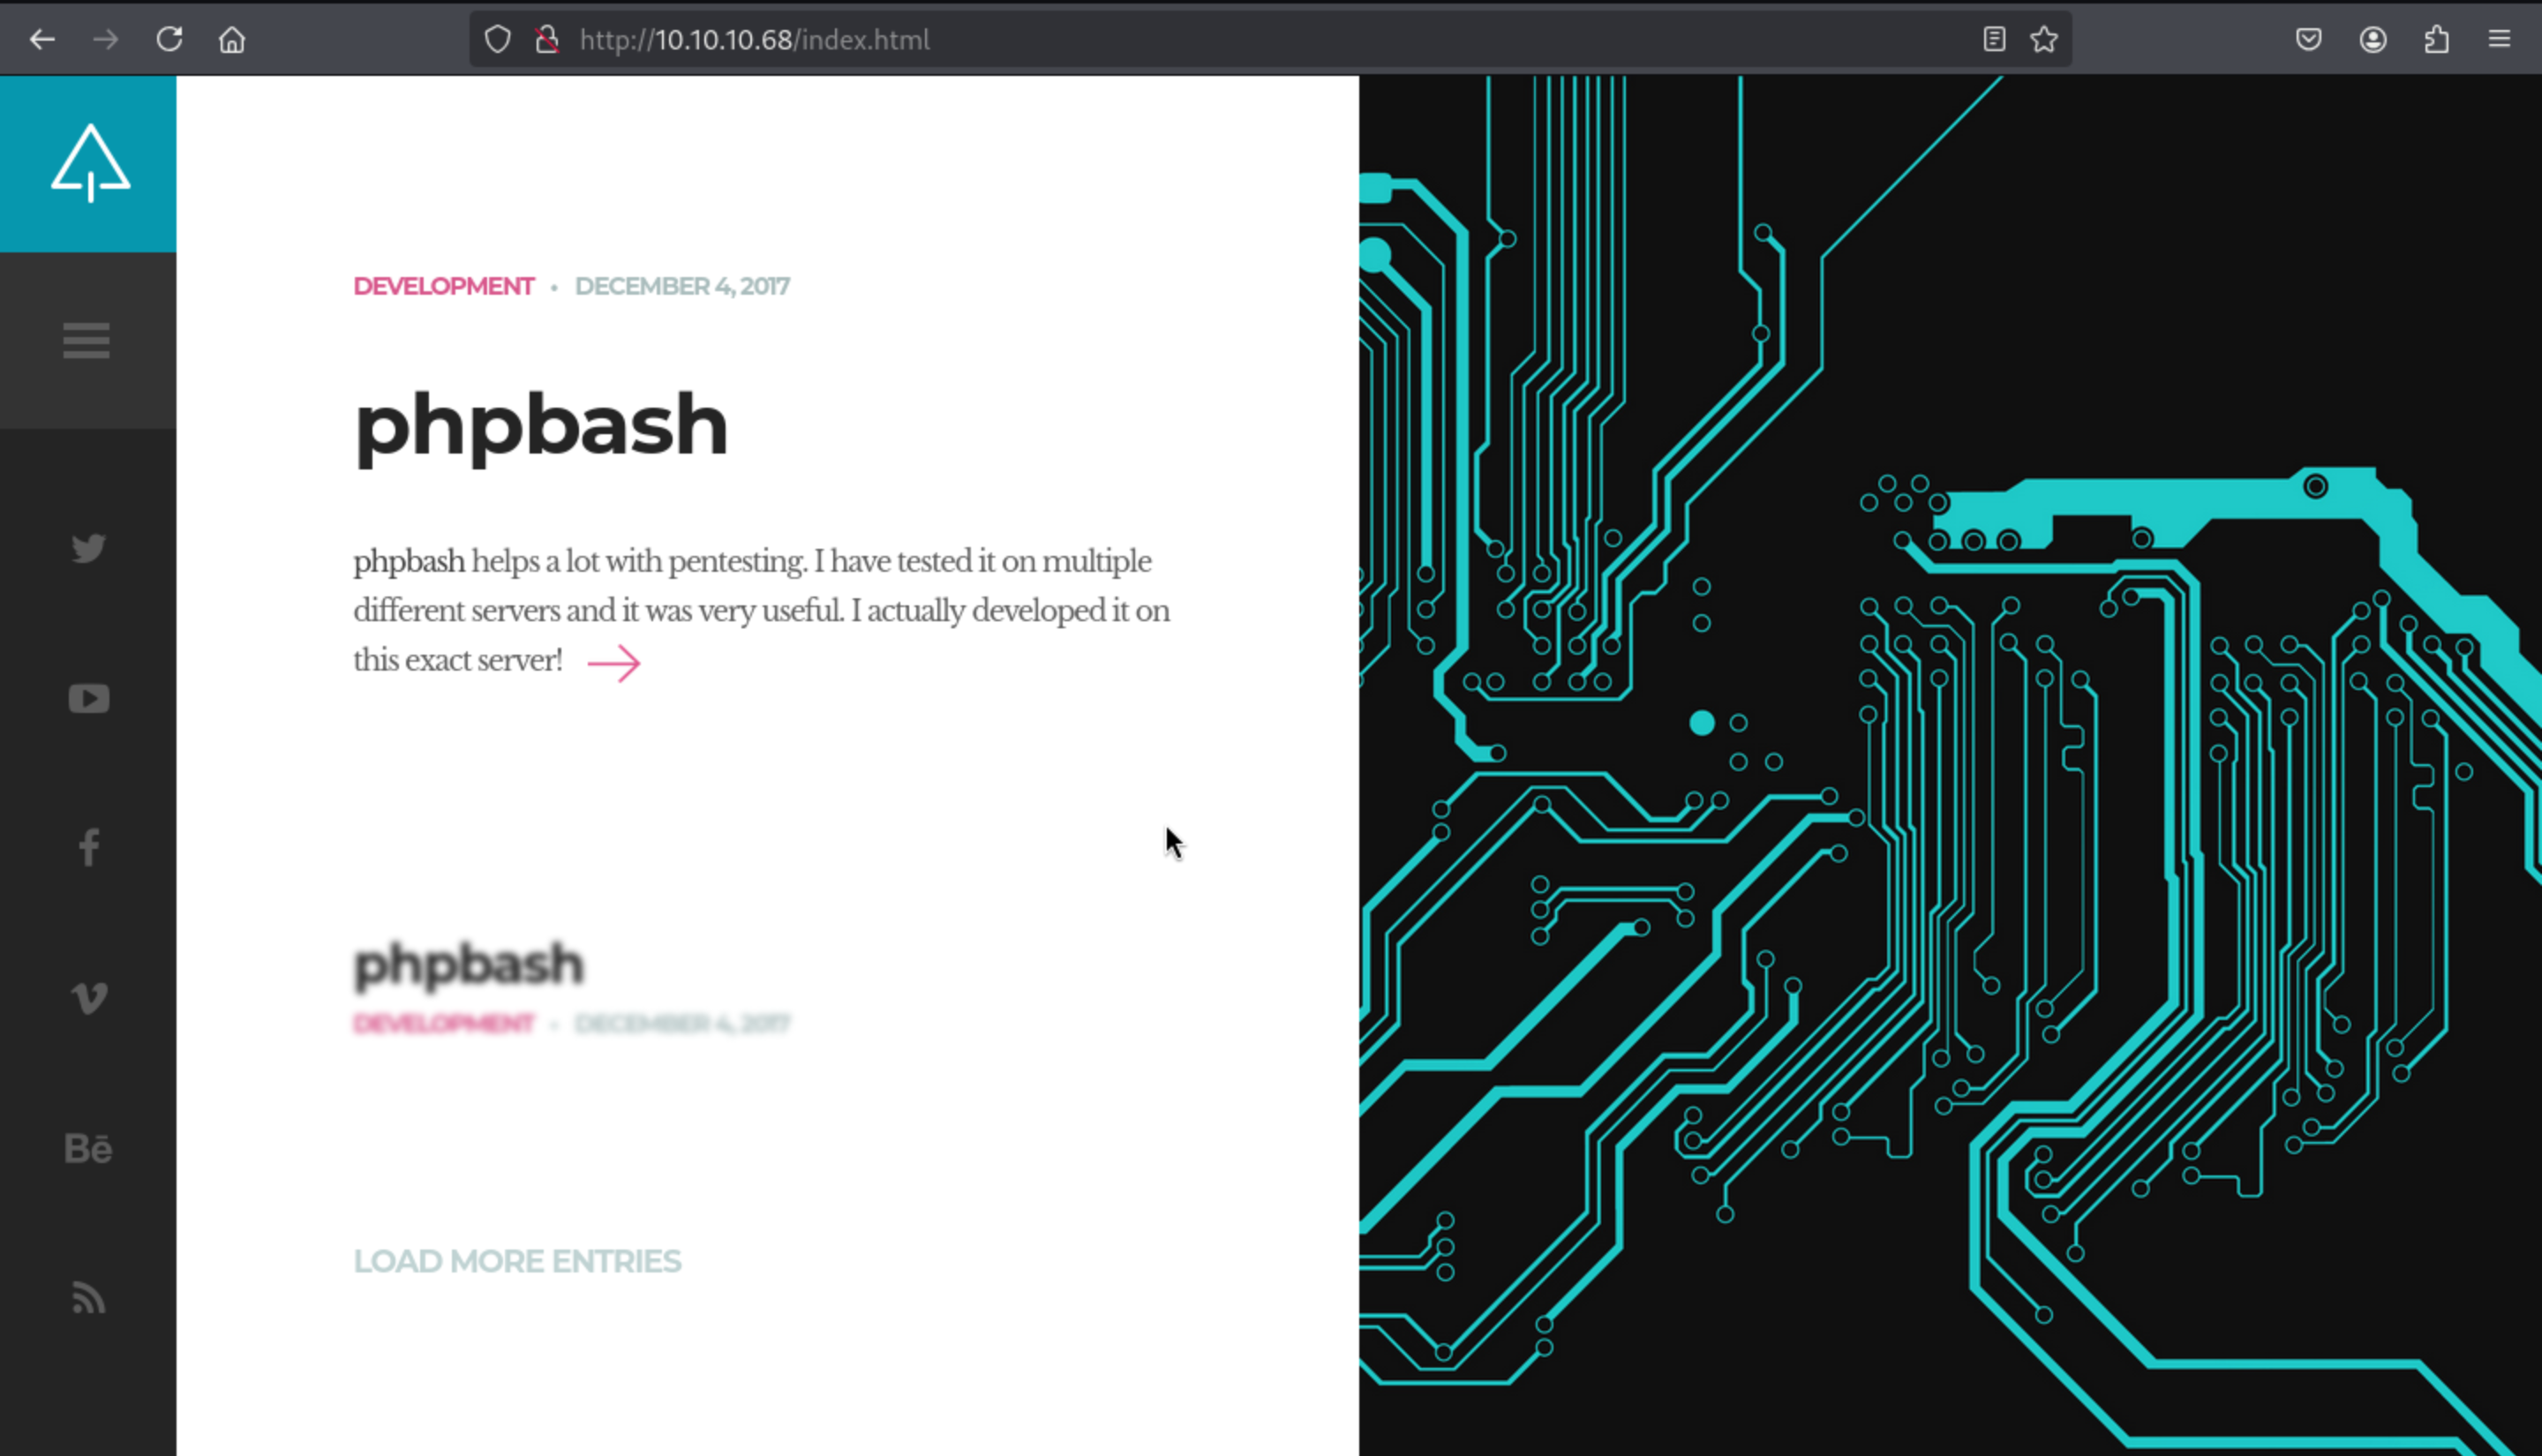 http://10.10.10.68/index.html
DEVELOPMENT • DECEMBER 4, 2017
phpbash
phpbash helps a lot with pentesting. I have tested it on multiple
different servers and it was very useful. I actually developed it on
this exact server!
phpbash
DEVELOPMENT • DECEMBER 4, 2017
LOAD MORE ENTRIES
Bē